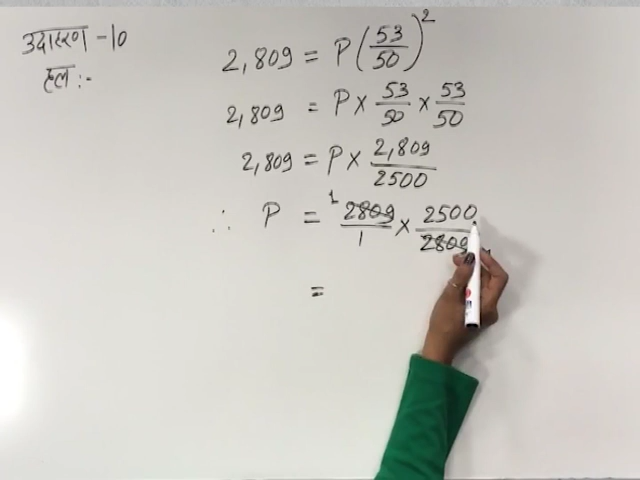 उदाहरण - 10
हल :-
2,809 = P(53/50)²
2,809 = P × 53/50 × 53/50
2,809 = P × 2,809/2500
∴ P = 1 2809/1 × 2500/2809
=